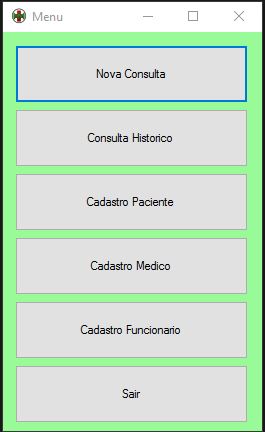 Menu
Nova Consulta
Consulta Historico
Cadastro Paciente
Cadastro Medico
Cadastro Funcionario
Sair